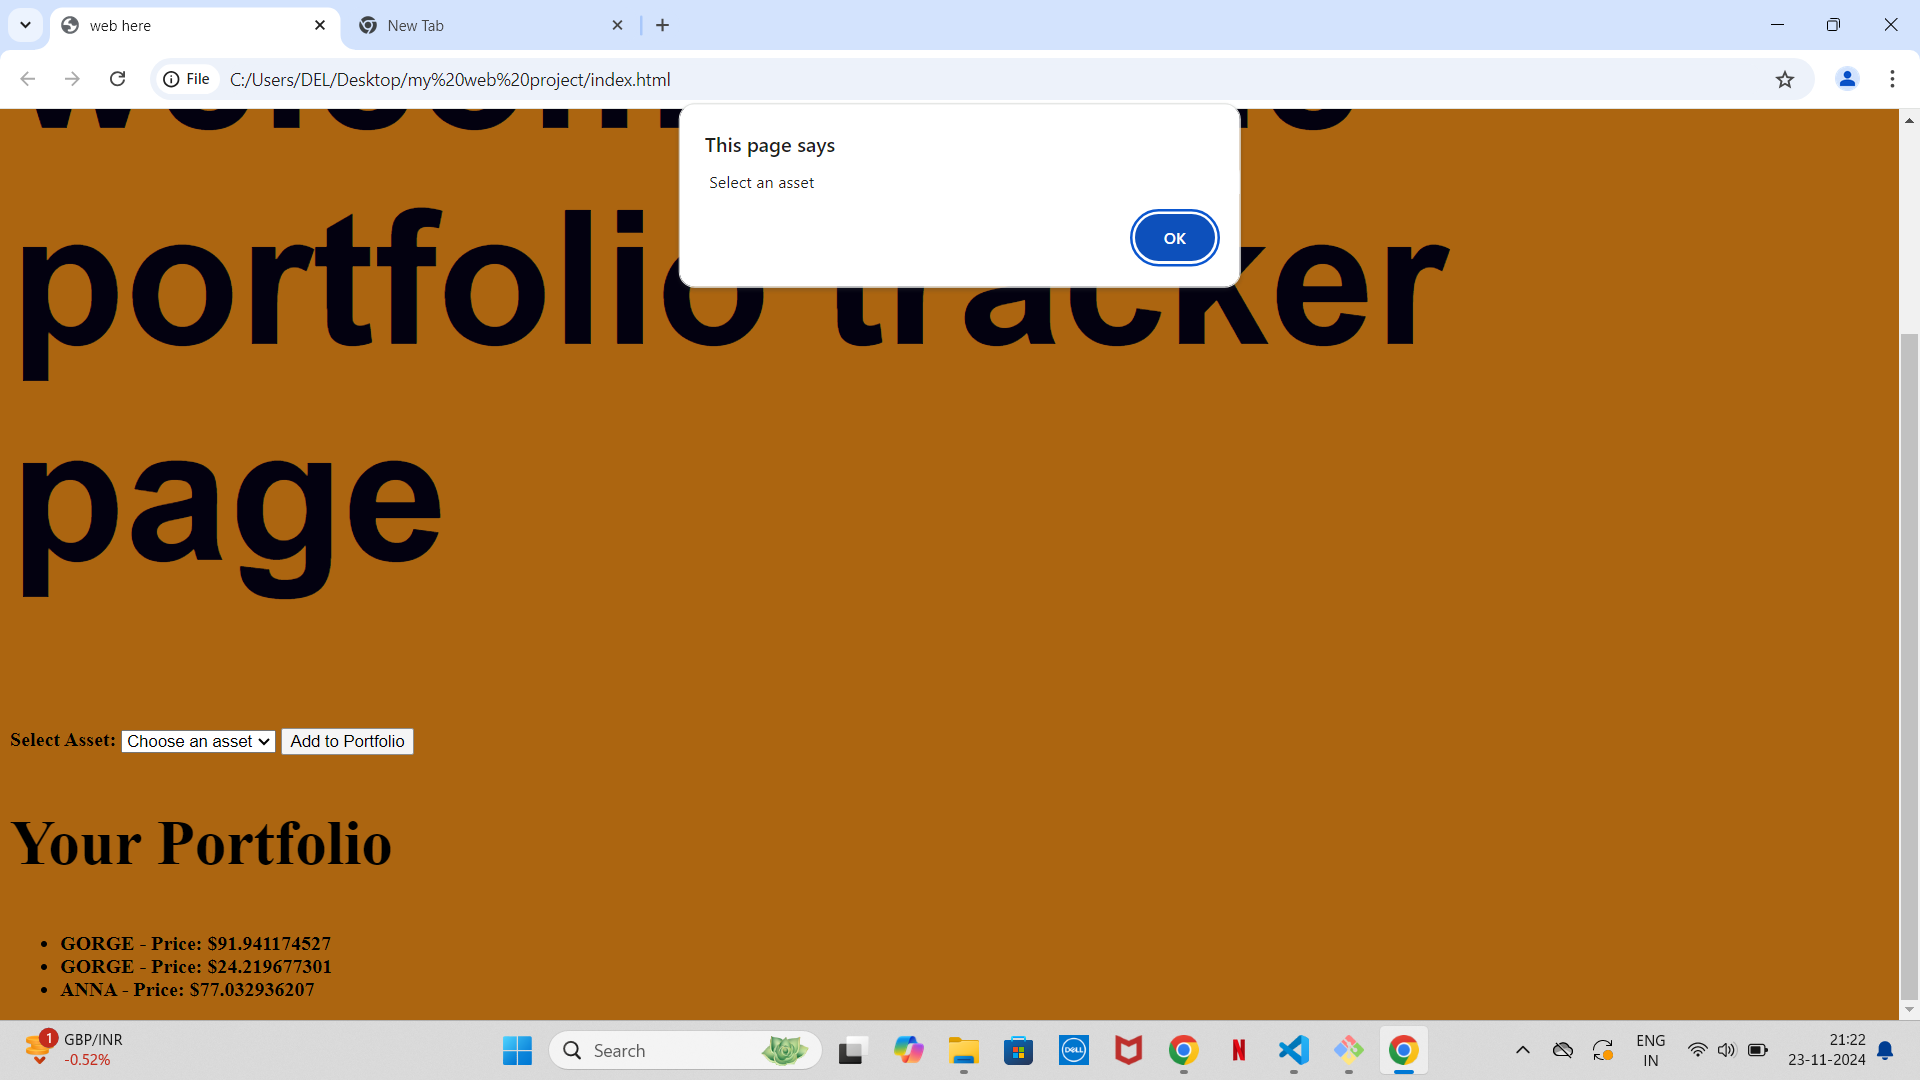 web here
New Tab
File
C:/Users/DEL/Desktop/my%20web%20project/index.html
This page says
Select an asset
OK
portfolio tracker
page
Select Asset: Choose an asset Add to Portfolio
Your Portfolio
• GORGE - Price: $91.941174527
• GORGE - Price: $24.219677301
• ANNA - Price: $77.032936207
1
GBP/INR
-0.52%
Search
DELL
N
ENG
IN
21:22
23-11-2024